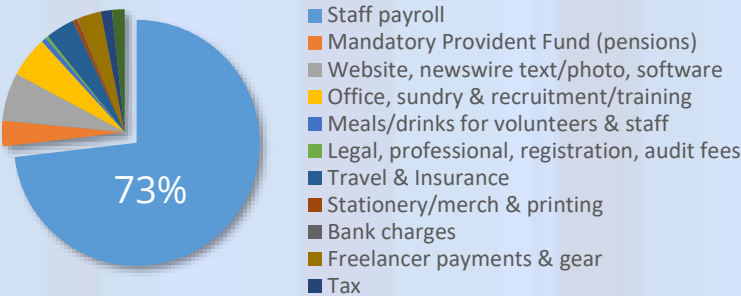 Staff payroll
Mandatory Provident Fund (pensions)
Website, newswire text/photo, software
Office, sundry & recruitment/training
Meals/drinks for volunteers & staff
Legal, professional, registration, audit fees
Travel & Insurance
73%
Stationery/merch & printing
Bank charges
Freelancer payments & gear
Tax